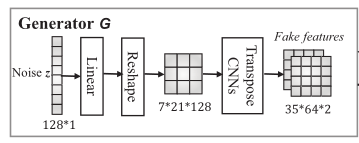 Generator G
Fake features
Noise z
Linear
Reshape
Transpose
CNNs
7*21*128
35*64*2
128*1